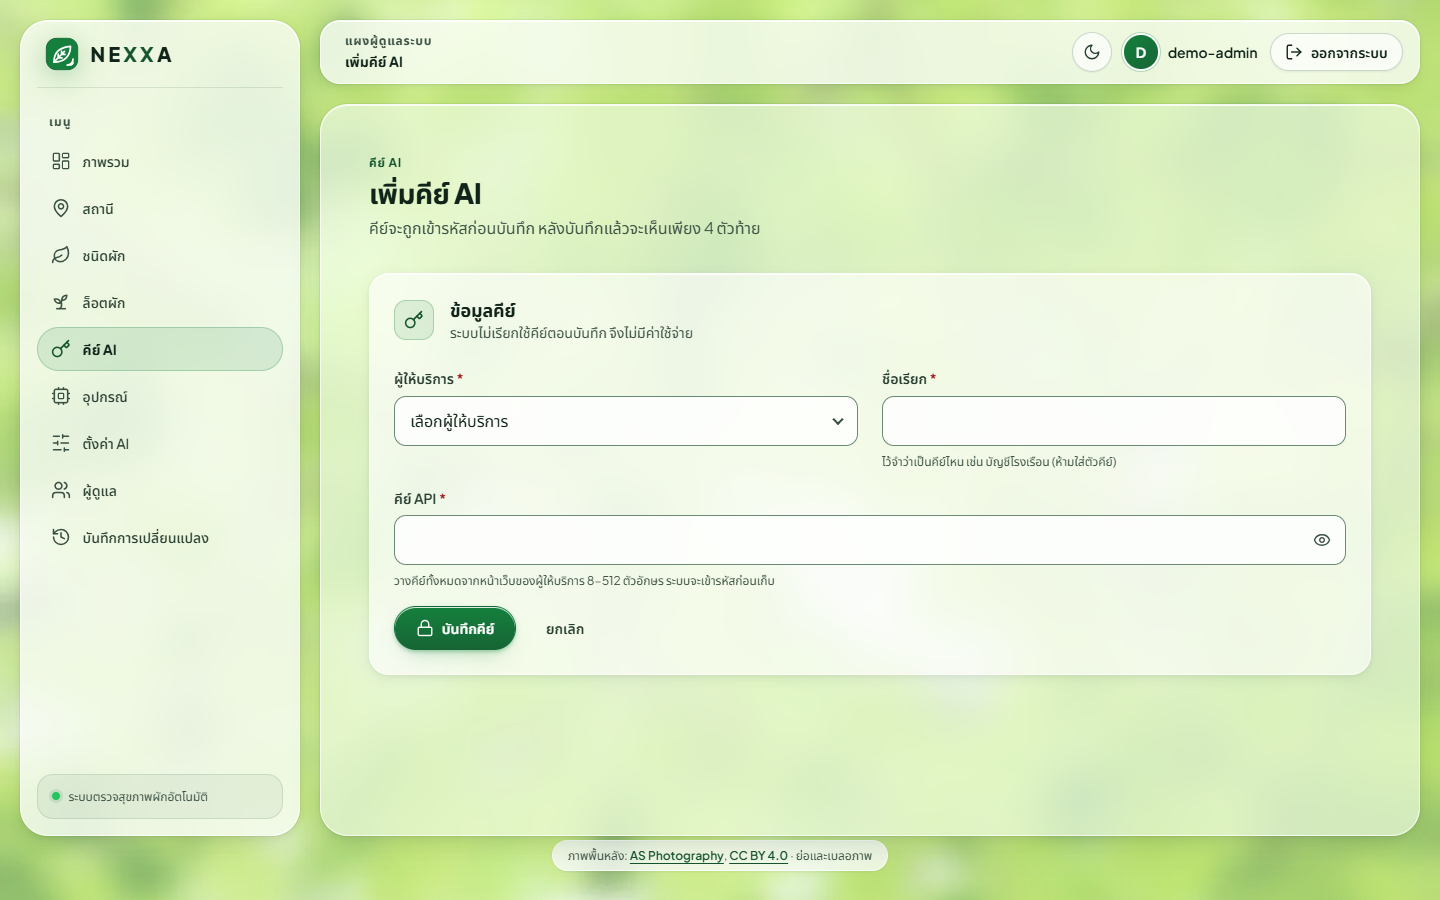 NEXXA
เมนู
ภาพรวม
สถานี
ชนิดผัก
ล็อตผัก
คีย์ AI
อุปกรณ์
ตั้งค่า AI
ผู้ดูแล
บันทึกการเปลี่ยนแปลง
ระบบตรวจสุขภาพผักอัตโนมัติ
แผงผู้ดูแลระบบ
เพิ่มคีย์ AI
D
demo-admin
ออกจากระบบ
คีย์ AI
เพิ่มคีย์ AI
คีย์จะถูกเข้ารหัสก่อนบันทึก หลังบันทึกแล้วจะเห็นเพียง 4 ตัวท้าย
ข้อมูลคีย์
ระบบไม่เรียกใช้คีย์ตอนบันทึก จึงไม่มีค่าใช้จ่าย
ผู้ให้บริการ *
เลือกผู้ให้บริการ
ชื่อเรียก *
ไว้จำว่าเป็นคีย์ไหน เช่น บัญชีโรงเรือน (ห้ามใส่ตัวคีย์)
คีย์ API *
วางคีย์ทั้งหมดจากหน้าเว็บของผู้ให้บริการ 8–512 ตัวอักษร ระบบจะเข้ารหัสก่อนเก็บ
บันทึกคีย์
ยกเลิก
ภาพพื้นหลัง: AS Photography, CC BY 4.0 · ย่อและเบลอภาพ